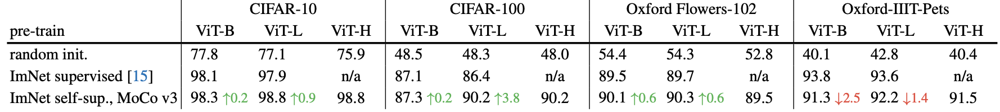 CIFAR-10 CIFAR-100 Oxford Flowers-102 Oxford-IIIT-Pets
pre-train ViT-B ViT-L ViT-H ViT-B ViT-L ViT-H ViT-B ViT-L ViT-H ViT-B ViT-L ViT-H
random init. 77.8 77.1 75.9 48.5 48.3 48.0 54.4 54.3 52.8 40.1 42.8 40.4
ImNet supervised [15] 98.1 97.9 n/a 87.1 86.4 n/a 89.5 89.7 n/a 93.8 93.6 n/a
ImNet self-sup., MoCo v3 98.3 ↑0.2 98.8 ↑0.9 98.8 87.3 ↑0.2 90.2 ↑3.8 90.2 90.1 ↑0.6 90.3 ↑0.6 89.5 91.3 ↓2.5 92.2 ↓1.4 91.5